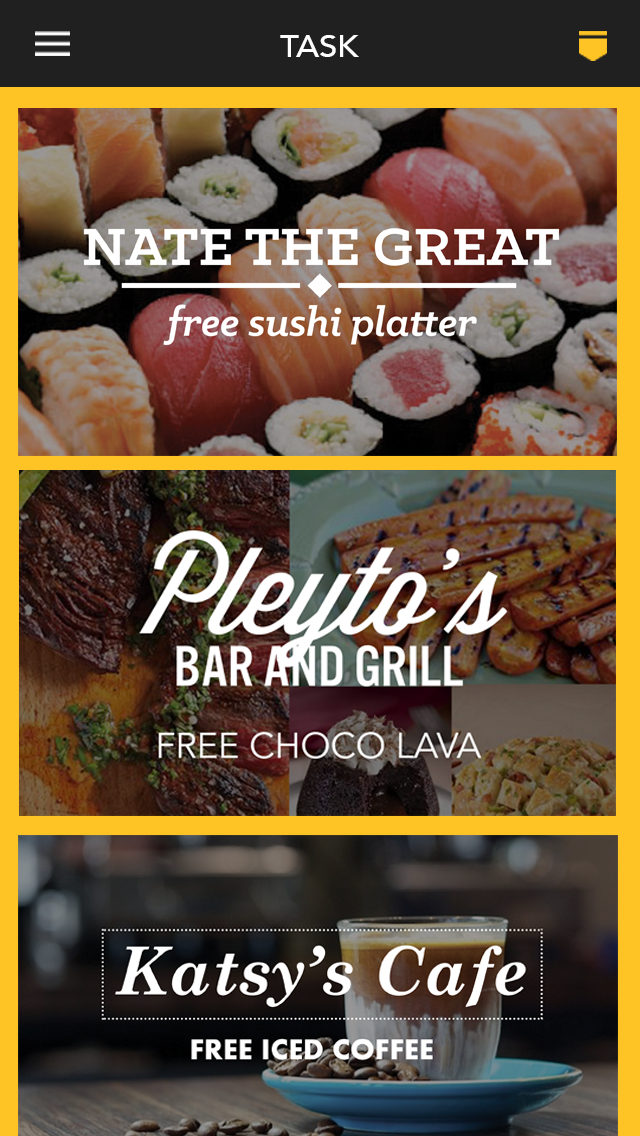 TASK
NATE THE GREAT
free sushi platter
Pleyto's
BAR AND GRILL
FREE CHOCO LAVA
Katsy's Cafe
FREE ICED COFFEE